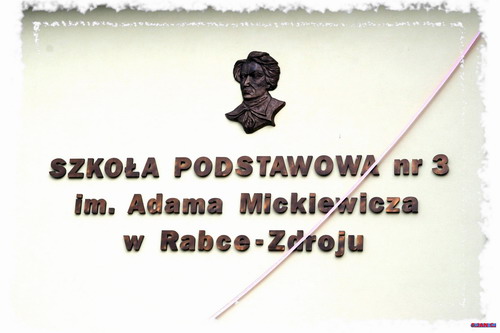 SZKOŁA PODSTAWOWA nr 3
im. Adama Mickiewicza
w Rabce-Zdroju